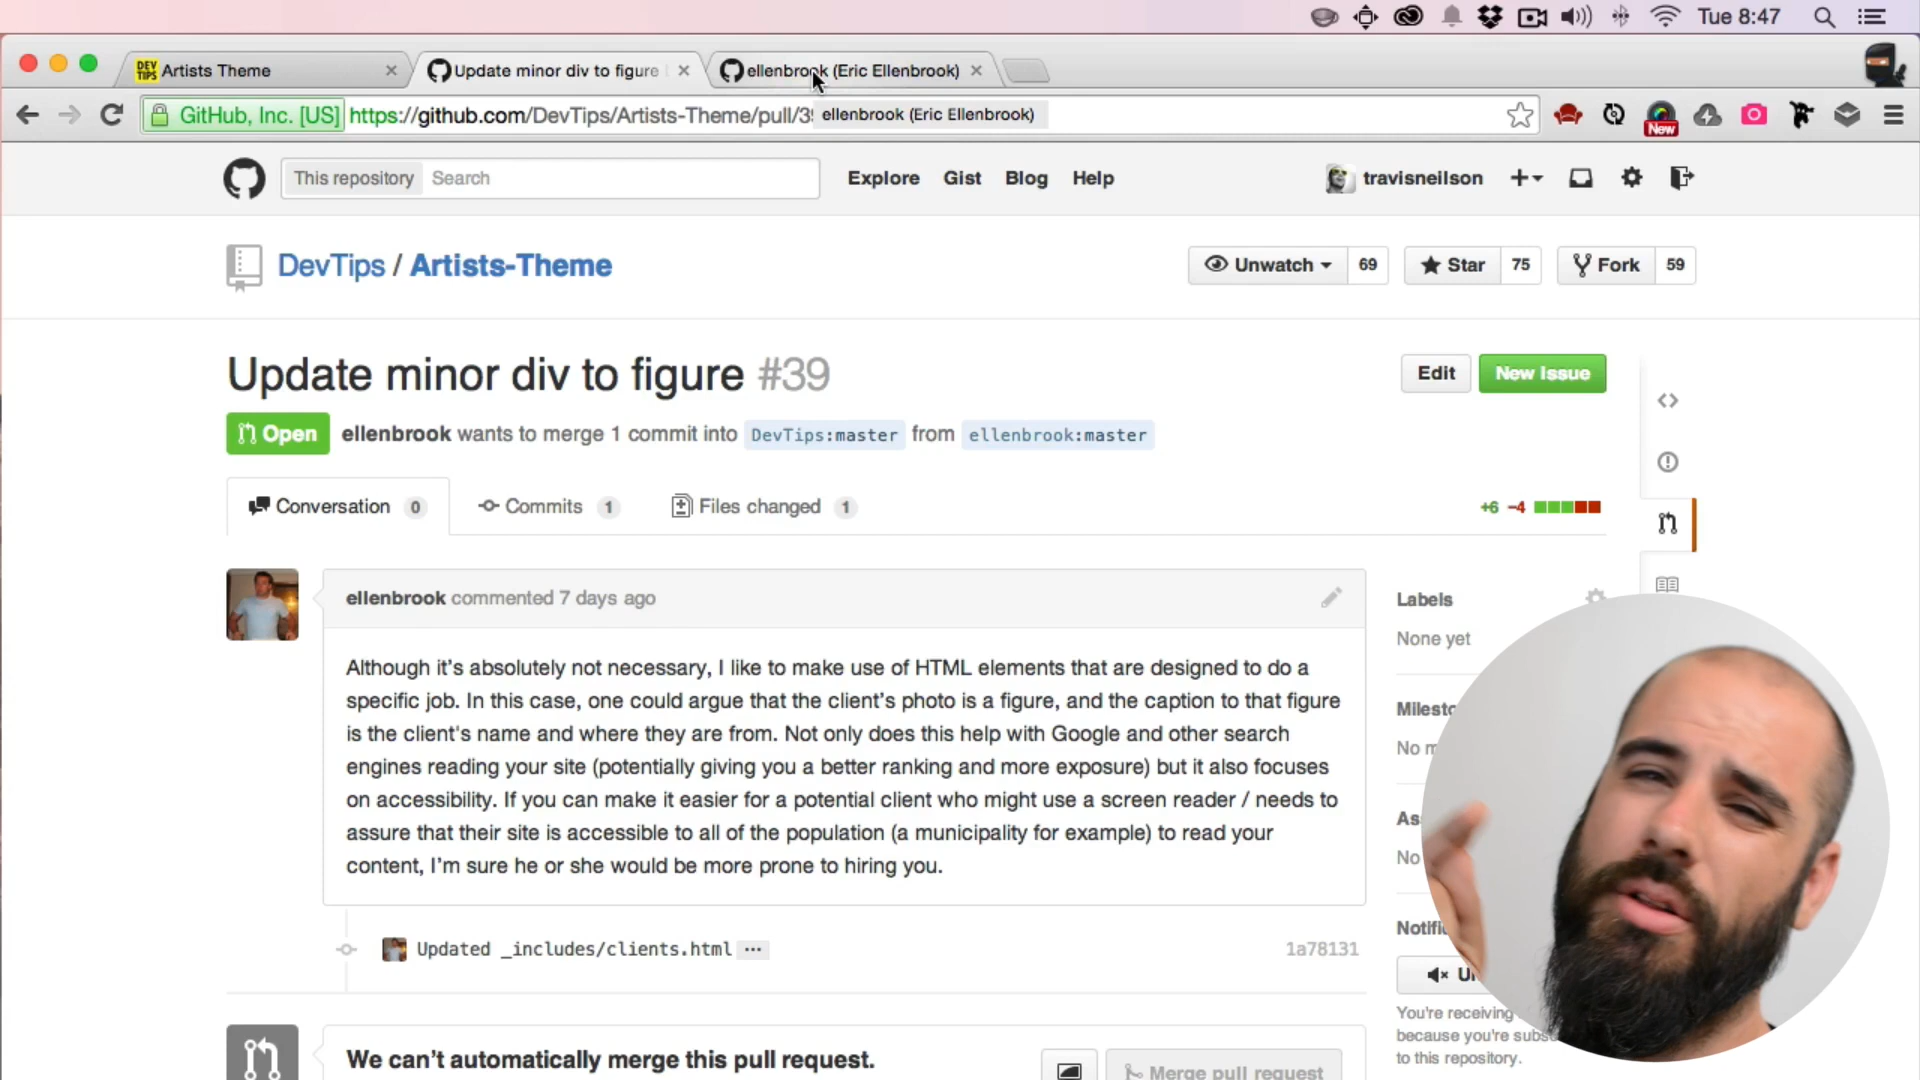 Tue 8:47
DEV TIPS Artists Theme
Update minor div to figure
ellenbrook (Eric Ellenbrook)
GitHub, Inc. [US] https://github.com/DevTips/Artists-Theme/pull/39
ellenbrook (Eric Ellenbrook)
New
This repository Search
Explore Gist Blog Help
travisneilson
DevTips / Artists-Theme
Unwatch 69 Star 75 Fork 59
Update minor div to figure #39
Edit New Issue
Open ellenbrook wants to merge 1 commit into DevTips:master from ellenbrook:master
Conversation 0 Commits 1 Files changed 1 +6 −4
ellenbrook commented 7 days ago
Although it's absolutely not necessary, I like to make use of HTML elements that are designed to do a
specific job. In this case, one could argue that the client's photo is a figure, and the caption to that figure
is the client's name and where they are from. Not only does this help with Google and other search
engines reading your site (potentially giving you a better ranking and more exposure) but it also focuses
on accessibility. If you can make it easier for a potential client who might use a screen reader / needs to
assure that their site is accessible to all of the population (a municipality for example) to read your
content, I'm sure he or she would be more prone to hiring you.
Labels
None yet
No
No
Updated _includes/clients.html ...
1a78131
You're receiving
because you're
to this repository.
We can't automatically merge this pull request.
Merge pull request